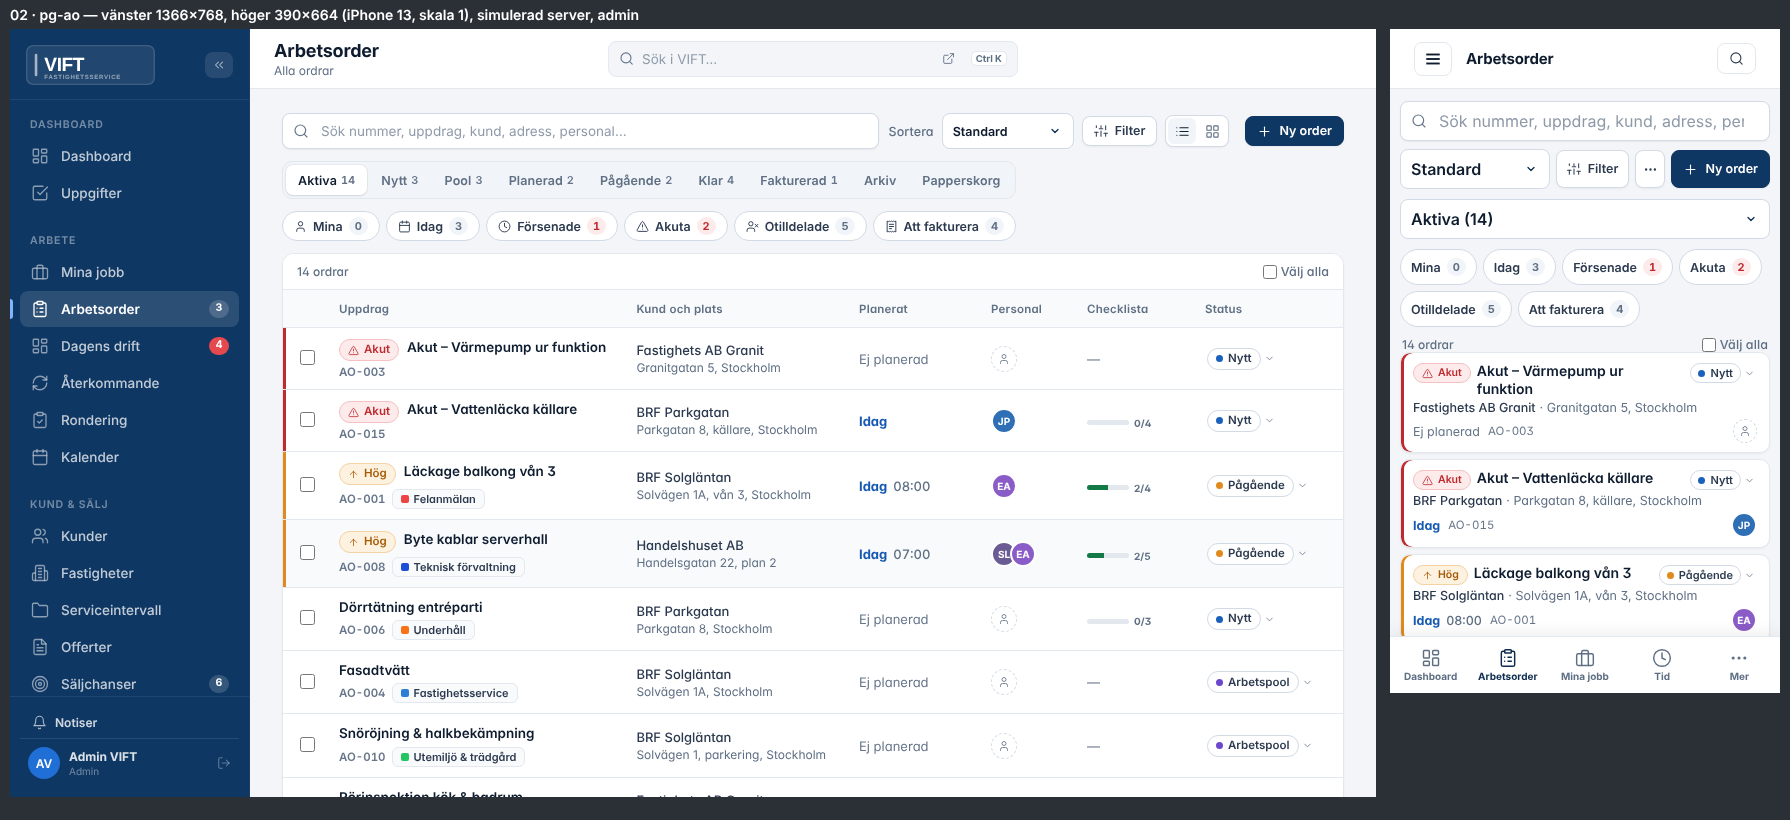 02 · pg-ao — vänster 1366×768, höger 390×664 (iPhone 13, skala 1), simulerad server, admin
VIFT
FASTIGHETSSERVICE
DASHBOARD
Dashboard
Uppgifter
ARBETE
Mina jobb
Arbetsorder 3
Dagens drift 4
Återkommande
Rondering
Kalender
KUND & SÄLJ
Kunder
Fastigheter
Serviceintervall
Offerter
Säljchanser 6
Notiser
AV Admin VIFT
Admin
Arbetsorder
Alla ordrar
Sök i VIFT... Ctrl K
Sök nummer, uppdrag, kund, adress, personal... Sortera Standard Filter Ny order
Aktiva 14 Nytt 3 Pool 3 Planerad 2 Pågående 2 Klar 4 Fakturerad 1 Arkiv Papperskorg
Mina 0 Idag 3 Försenade 1 Akuta 2 Otilldelade 5 Att fakturera 4
14 ordrar Välj alla
Uppdrag Kund och plats Planerat Personal Checklista Status
Akut Akut – Värmepump ur funktion
AO-003
Fastighets AB Granit
Granitgatan 5, Stockholm
Ej planerad — Nytt
Akut Akut – Vattenläcka källare
AO-015
BRF Parkgatan
Parkgatan 8, källare, Stockholm
Idag JP 0/4 Nytt
Hög Läckage balkong vån 3
AO-001 Felanmälan
BRF Solgläntan
Solvägen 1A, vån 3, Stockholm
Idag 08:00 EA 2/4 Pågående
Hög Byte kablar serverhall
AO-008 Teknisk förvaltning
Handelshuset AB
Handelsgatan 22, plan 2
Idag 07:00 SL EA 2/5 Pågående
Dörrtätning entréparti
AO-006 Underhåll
BRF Parkgatan
Parkgatan 8, Stockholm
Ej planerad 0/3 Nytt
Fasadtvätt
AO-004 Fastighetsservice
BRF Solgläntan
Solvägen 1A, Stockholm
Ej planerad — Arbetspool
Snöröjning & halkbekämpning
AO-010 Utemiljö & trädgård
BRF Solgläntan
Solvägen 1, parkering, Stockholm
Ej planerad — Arbetspool
Rörinspektion kök & badrum
Arbetsorder
Sök nummer, uppdrag, kund, adress, per
Standard Filter ... Ny order
Aktiva (14)
Mina 0 Idag 3 Försenade 1 Akuta 2
Otilldelade 5 Att fakturera 4
14 ordrar Välj alla
Akut Akut – Värmepump ur Nytt
funktion
Fastighets AB Granit · Granitgatan 5, Stockholm
Ej planerad AO-003
Akut Akut – Vattenläcka källare Nytt
BRF Parkgatan · Parkgatan 8, källare, Stockholm
Idag AO-015 JP
Hög Läckage balkong vån 3 Pågående
BRF Solgläntan · Solvägen 1A, vån 3, Stockholm
Idag 08:00 AO-001 EA
Dashboard Arbetsorder Mina jobb Tid Mer